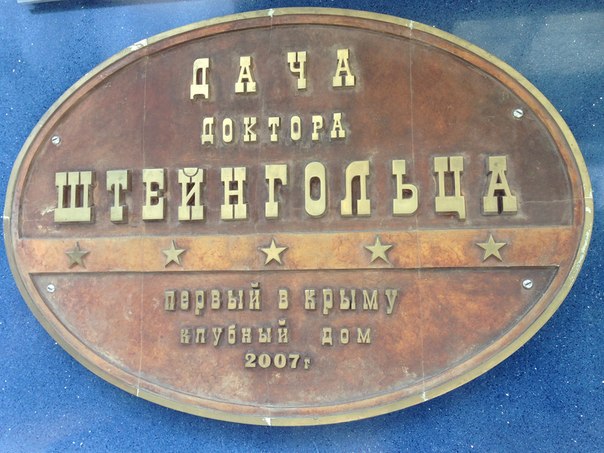 ДАЧА
ДОКТОРА
ШТЕЙНГОЛЬЦА
первый в крыму
клубный дом
2007г